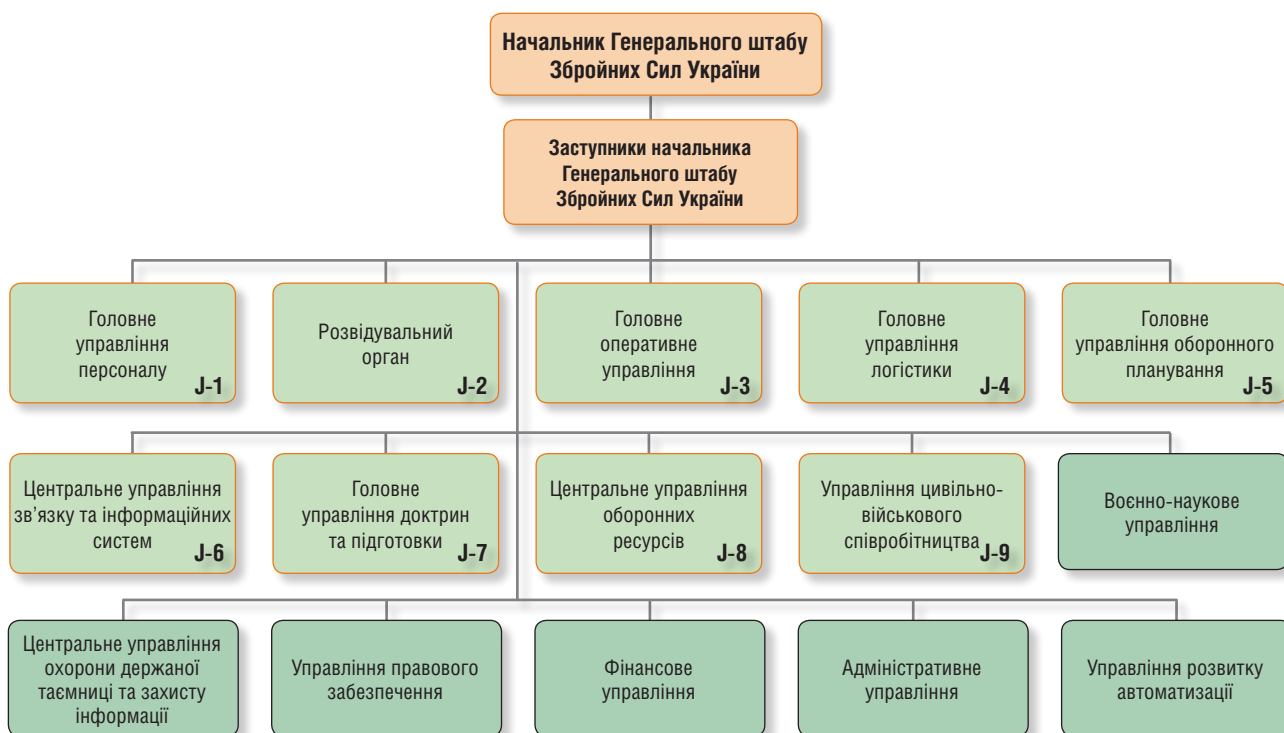 Начальник Генерального штабу
Збройних Сил України
Заступники начальника
Генерального штабу
Збройних Сил України
Головне
управління
персоналу
J-1
Розвідувальний
орган
J-2
Головне
оперативне
управління
J-3
Головне
управління
логістики
J-4
Головне
управління оборонного
планування
J-5
Центральне управління
зв’язку та інформаційних
систем
J-6
Головне
управління доктрин
та підготовки
J-7
Центральне управління
оборонних
ресурсів
J-8
Управління цивільно-
військового
співробітництва
J-9
Воєнно-наукове
управління
Центральне управління
охорони держаної
таємниці та захисту
інформації
Управління правового
забезпечення
Фінансове
управління
Адміністративне
управління
Управління розвитку
автоматизації